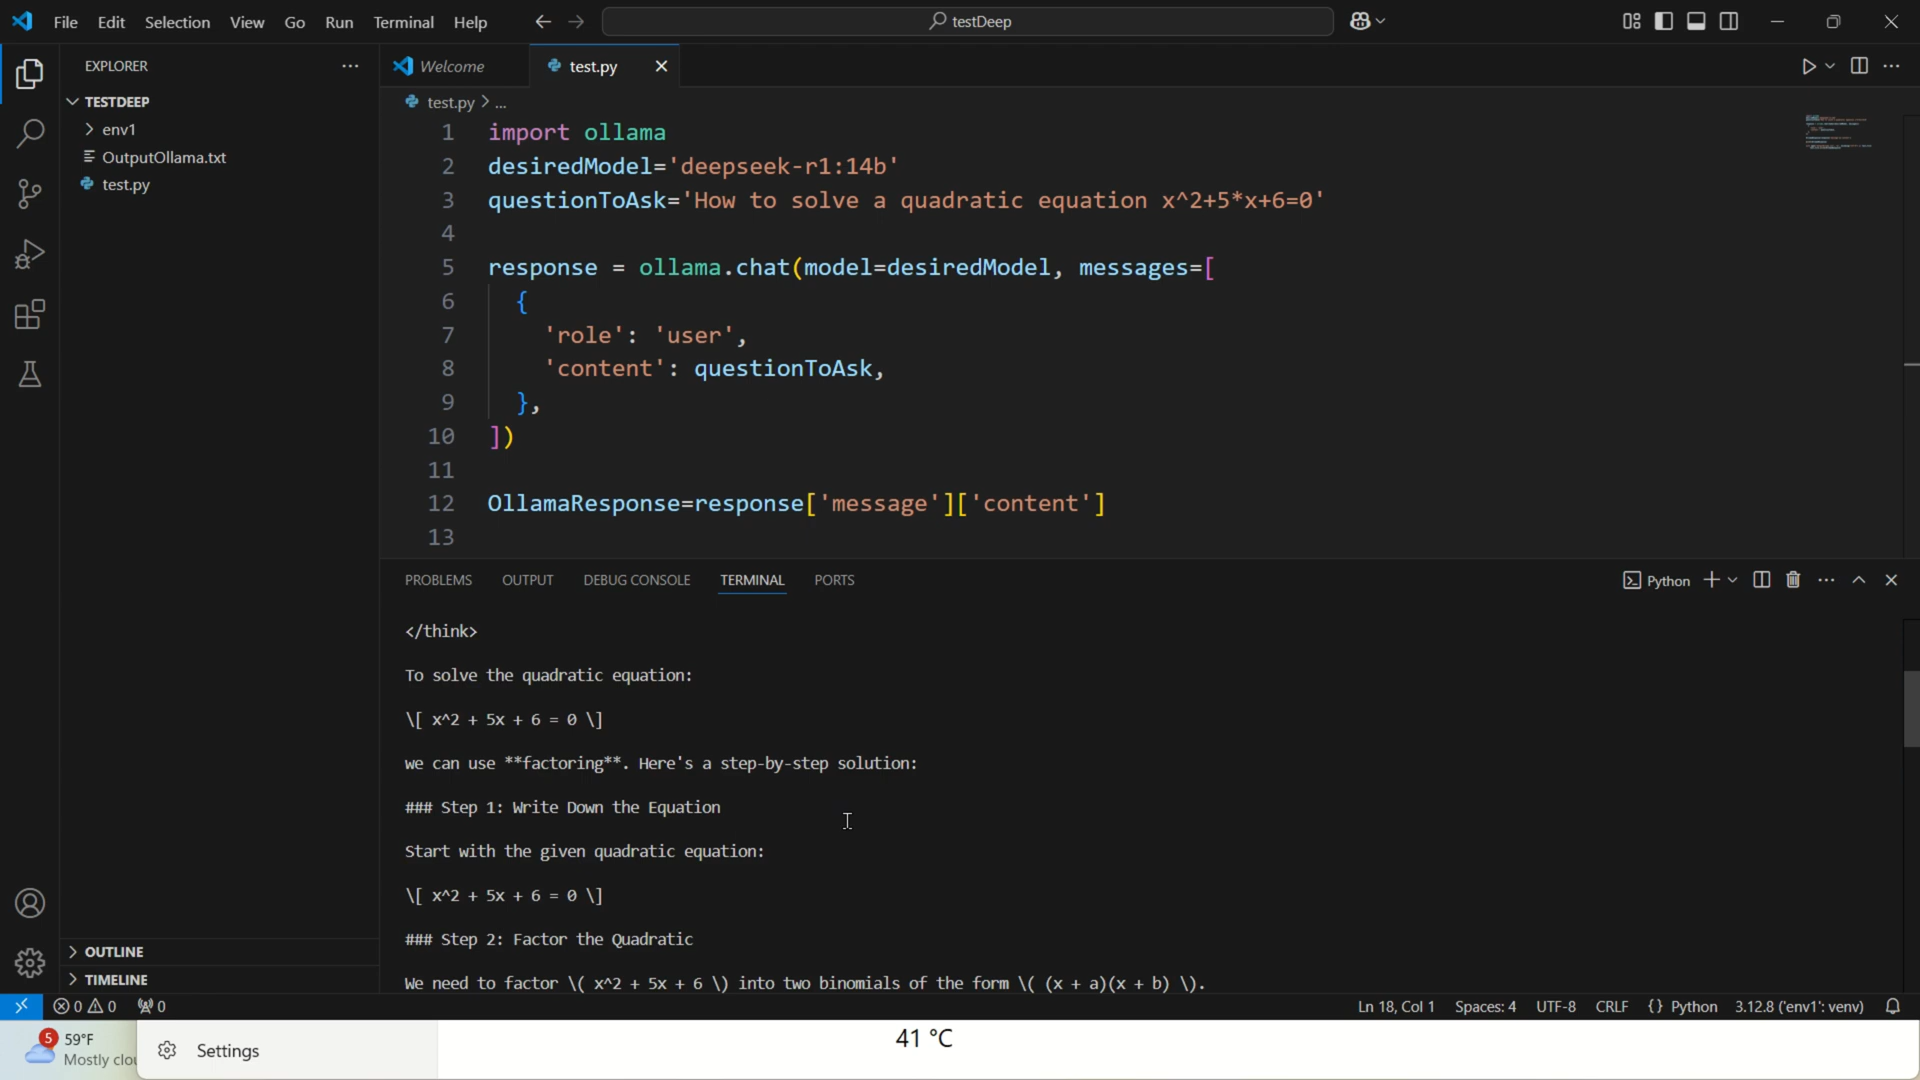 File Edit Selection View Go Run Terminal Help
testDeep
EXPLORER
TESTDEEP
env1
OutputOllama.txt
test.py
OUTLINE
TIMELINE
Welcome
test.py
test.py > ...
1 import ollama
2 desiredModel='deepseek-r1:14b'
3 questionToAsk='How to solve a quadratic equation x^2+5*x+6=0'
4
5 response = ollama.chat(model=desiredModel, messages=[
6 {
7 'role': 'user',
8 'content': questionToAsk,
9 },
10 ])
11
12 OllamaResponse=response['message']['content']
13
PROBLEMS OUTPUT DEBUG CONSOLE TERMINAL PORTS
Python
</think>
To solve the quadratic equation:
\[ x^2 + 5x + 6 = 0 \]
we can use **factoring**. Here's a step-by-step solution:
### Step 1: Write Down the Equation
Start with the given quadratic equation:
\[ x^2 + 5x + 6 = 0 \]
### Step 2: Factor the Quadratic
We need to factor \( x^2 + 5x + 6 \) into two binomials of the form \( (x + a)(x + b) \).
0 0 0
Ln 18, Col 1 Spaces: 4 UTF-8 CRLF {} Python 3.12.8 ('env1': venv)
5
59°F
Mostly clou
Settings
41 °C